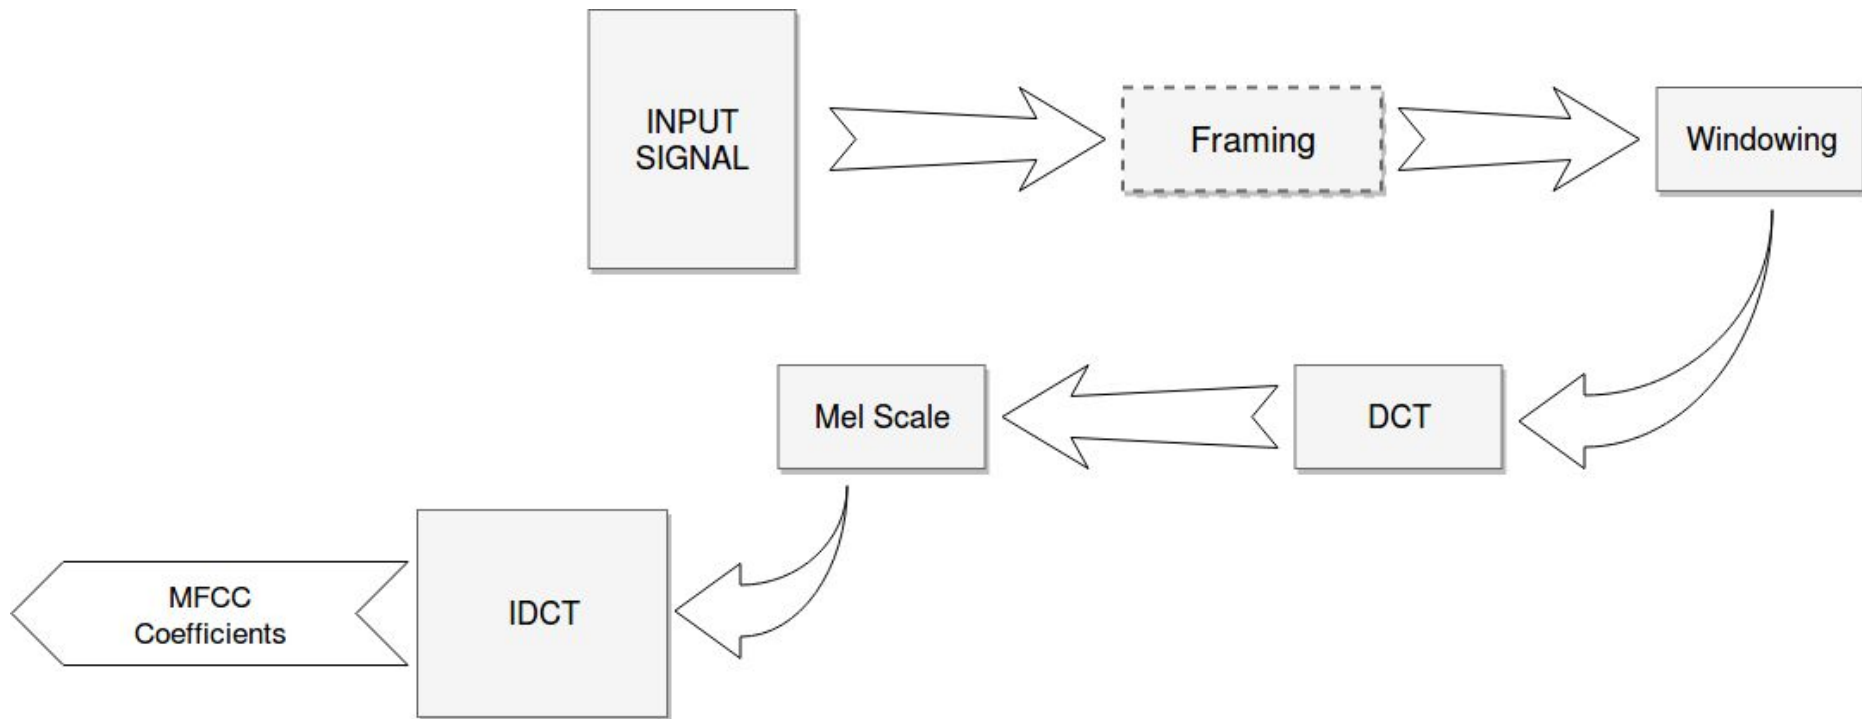 INPUT
SIGNAL
Framing
Windowing
DCT
Mel Scale
IDCT
MFCC
Coefficients